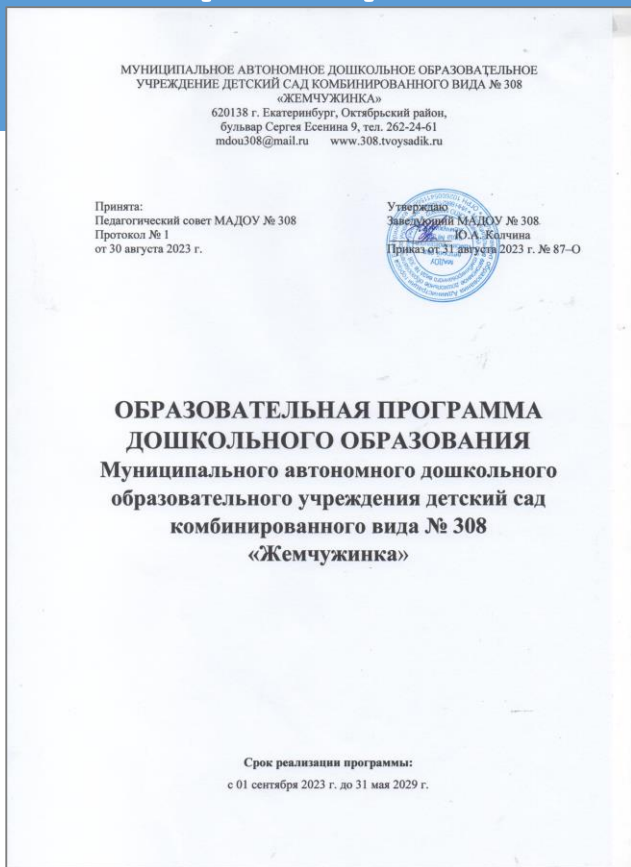 МУНИЦИПАЛЬНОЕ АВТОНОМНОЕ ДОШКОЛЬНОЕ ОБРАЗОВАТЕЛЬНОЕ
УЧРЕЖДЕНИЕ ДЕТСКИЙ САД КОМБИНИРОВАННОГО ВИДА № 308
«ЖЕМЧУЖИНКА»
620138 г. Екатеринбург, Октябрьский район,
бульвар Сергея Есенина 9, тел. 262-24-61
mdou308@mail.ru www.308.tvoysadik.ru
Принята:
Педагогический совет МАДОУ № 308
Протокол № 1
от 30 августа 2023 г.
Утверждаю
Заведующий МАДОУ № 308
Ю.А. Колчина
Приказ от 31 августа 2023 г. № 87–О
ОБРАЗОВАТЕЛЬНАЯ ПРОГРАММА
ДОШКОЛЬНОГО ОБРАЗОВАНИЯ
Муниципального автономного дошкольного
образовательного учреждения детский сад
комбинированного вида № 308
«Жемчужинка»
Срок реализации программы:
с 01 сентября 2023 г. до 31 мая 2029 г.